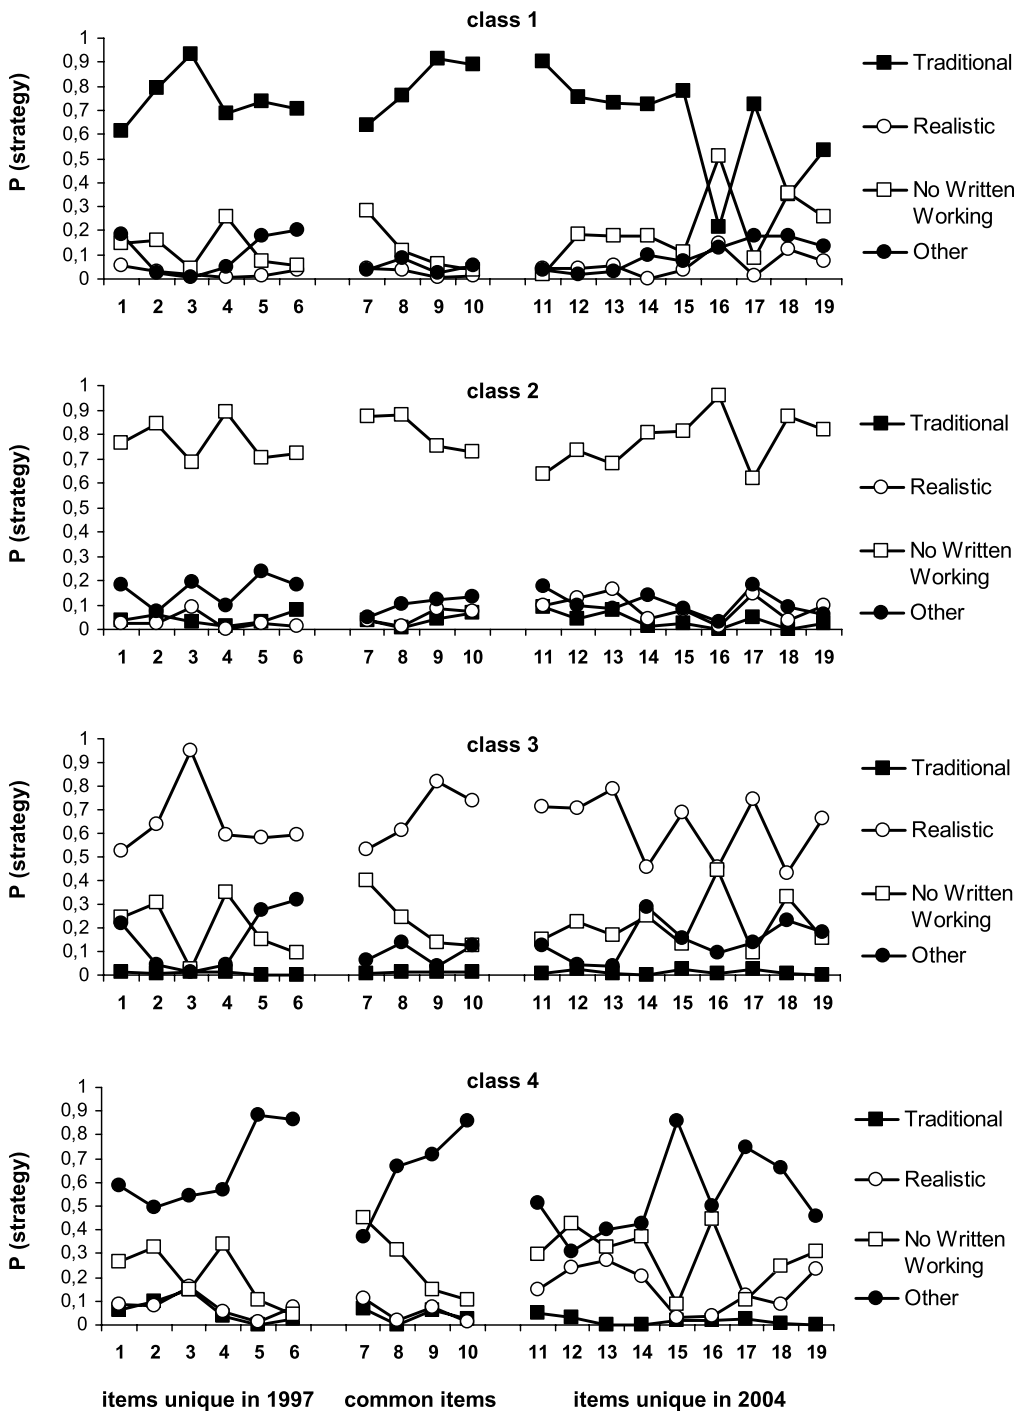 class 1
P (strategy)
1
0,9
0,8
0,7
0,6
0,5
0,4
0,3
0,2
0,1
0
1 2 3 4 5 6 7 8 9 10 11 12 13 14 15 16 17 18 19
Traditional
Realistic
No Written
Working
Other
class 2
P (strategy)
1
0,9
0,8
0,7
0,6
0,5
0,4
0,3
0,2
0,1
0
1 2 3 4 5 6 7 8 9 10 11 12 13 14 15 16 17 18 19
Traditional
Realistic
No Written
Working
Other
class 3
P (strategy)
1
0,9
0,8
0,7
0,6
0,5
0,4
0,3
0,2
0,1
0
1 2 3 4 5 6 7 8 9 10 11 12 13 14 15 16 17 18 19
Traditional
Realistic
No Written
Working
Other
class 4
P (strategy)
1
0,9
0,8
0,7
0,6
0,5
0,4
0,3
0,2
0,1
0
1 2 3 4 5 6 7 8 9 10 11 12 13 14 15 16 17 18 19
Traditional
Realistic
No Written
Working
Other
items unique in 1997 common items items unique in 2004